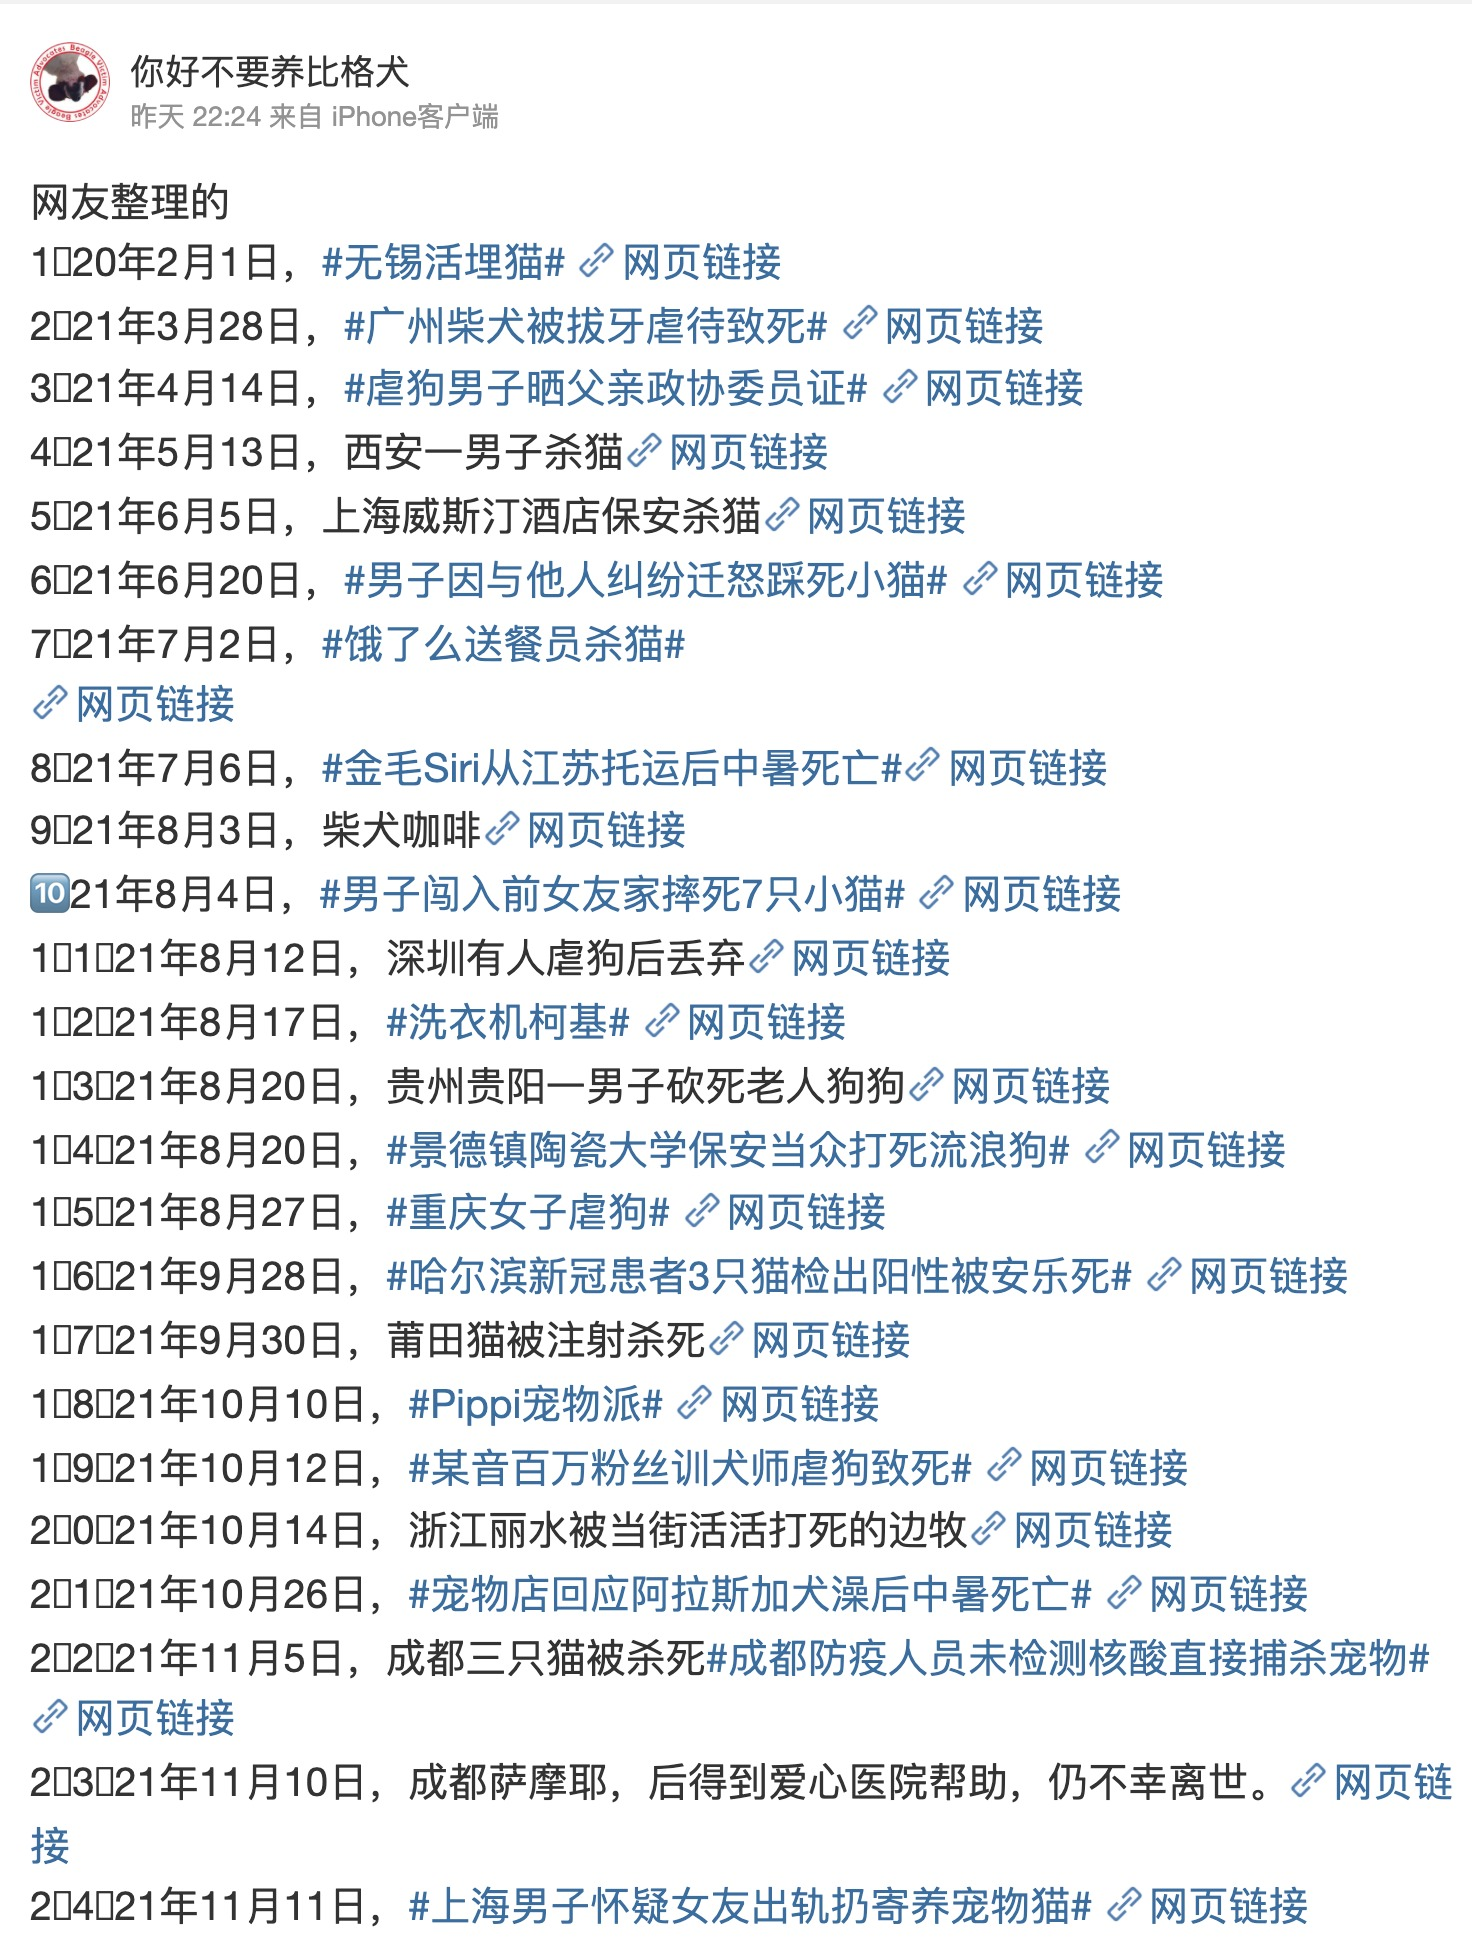 Beagle Victim Advocates Beagle Victim Advocates
你好不要养比格犬
昨天 22:24 来自 iPhone客户端
网友整理的
1▯20年2月1日，#无锡活埋猫# 网页链接
2▯21年3月28日，#广州柴犬被拔牙虐待致死# 网页链接
3▯21年4月14日，#虐狗男子晒父亲政协委员证# 网页链接
4▯21年5月13日，西安一男子杀猫 网页链接
5▯21年6月5日，上海威斯汀酒店保安杀猫 网页链接
6▯21年6月20日，#男子因与他人纠纷迁怒踩死小猫# 网页链接
7▯21年7月2日，#饿了么送餐员杀猫#
网页链接
8▯21年7月6日，#金毛Siri从江苏托运后中暑死亡# 网页链接
9▯21年8月3日，柴犬咖啡 网页链接
🔟21年8月4日，#男子闯入前女友家摔死7只小猫# 网页链接
1▯1▯21年8月12日，深圳有人虐狗后丢弃 网页链接
1▯2▯21年8月17日，#洗衣机柯基# 网页链接
1▯3▯21年8月20日，贵州贵阳一男子砍死老人狗狗 网页链接
1▯4▯21年8月20日，#景德镇陶瓷大学保安当众打死流浪狗# 网页链接
1▯5▯21年8月27日，#重庆女子虐狗# 网页链接
1▯6▯21年9月28日，#哈尔滨新冠患者3只猫检出阳性被安乐死# 网页链接
1▯7▯21年9月30日，莆田猫被注射杀死 网页链接
1▯8▯21年10月10日，#Pippi宠物派# 网页链接
1▯9▯21年10月12日，#某音百万粉丝训犬师虐狗致死# 网页链接
2▯0▯21年10月14日，浙江丽水被当街活活打死的边牧 网页链接
2▯1▯21年10月26日，#宠物店回应阿拉斯加犬澡后中暑死亡# 网页链接
2▯2▯21年11月5日，成都三只猫被杀死#成都防疫人员未检测核酸直接捕杀宠物#
网页链接
2▯3▯21年11月10日，成都萨摩耶，后得到爱心医院帮助，仍不幸离世。 网页链
接
2▯4▯21年11月11日，#上海男子怀疑女友出轨扔寄养宠物猫# 网页链接